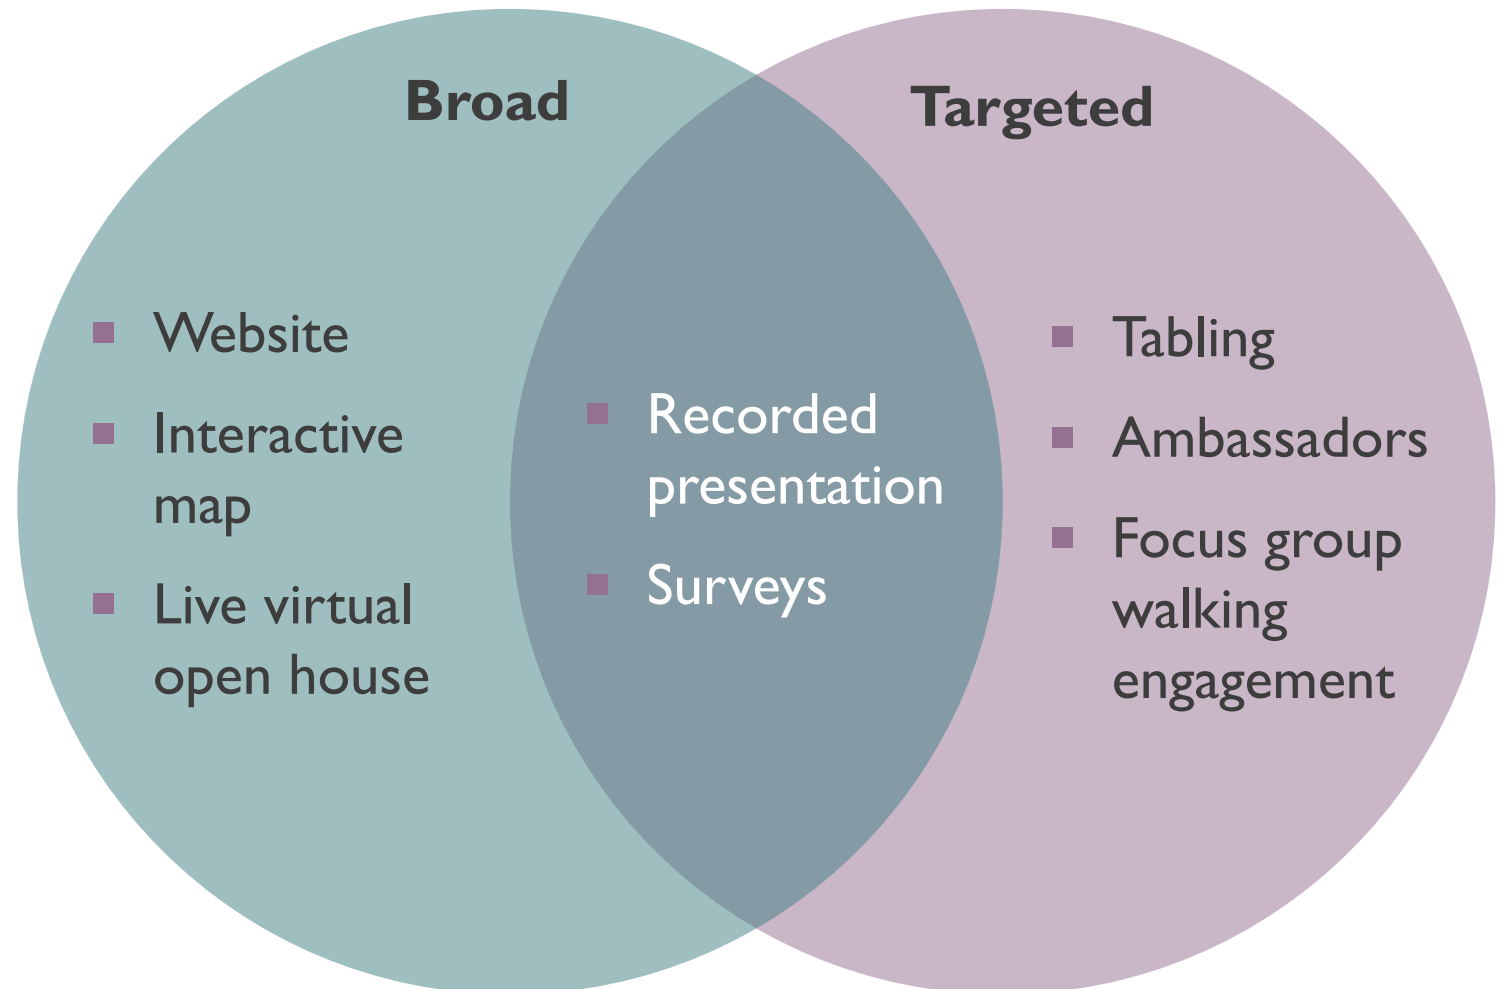 Broad
Website
Interactive
map
Live virtual
open house
Recorded
presentation
Surveys
Targeted
Tabling
Ambassadors
Focus group
walking
engagement